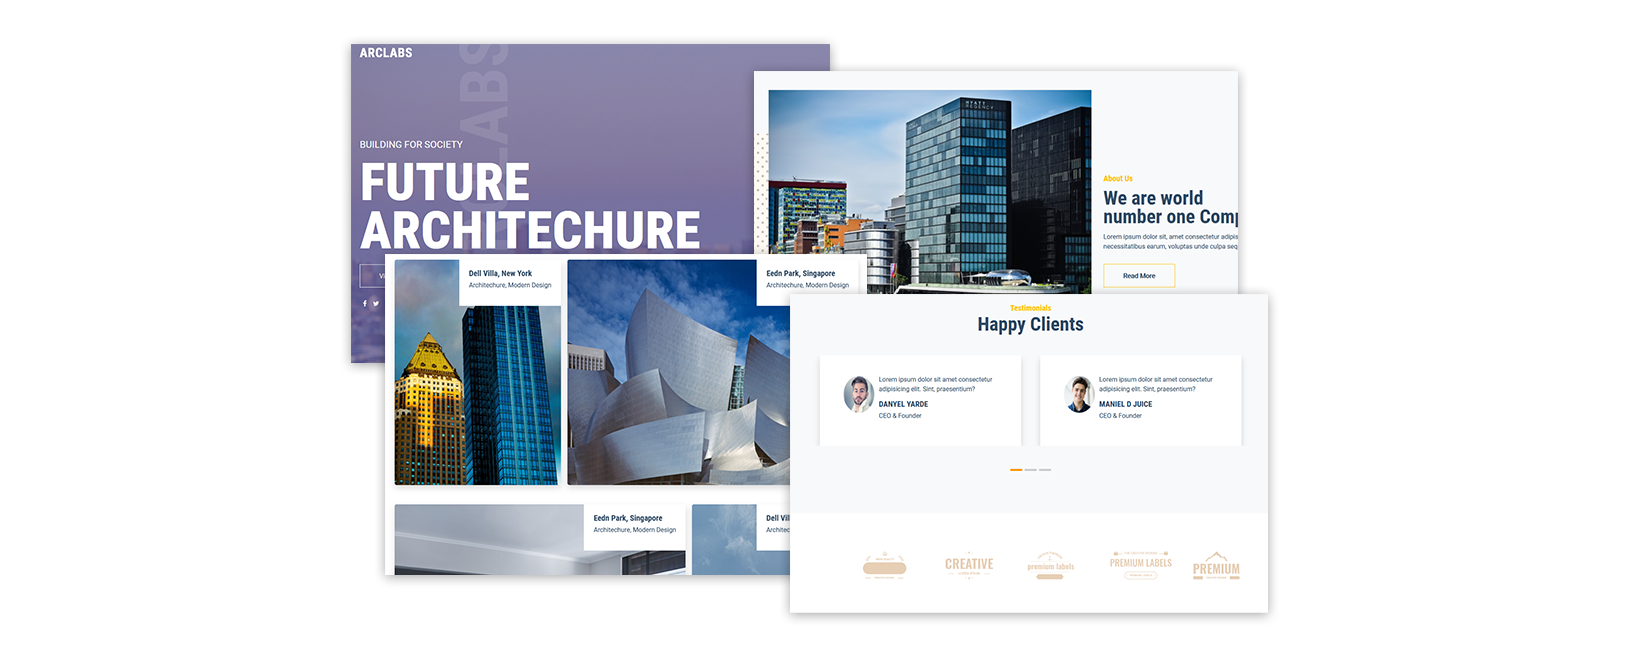 ARCLABS
ARCLABS
BUILDING FOR SOCIETY
FUTURE
ARCHITECHURE
HYATT
REGENCY
About Us
We are world
number one Comp
Lorem ipsum dolor sit, amet consectetur adipis
necessitatibus earum, voluptas unde culpa seq
Read More
Dell Villa, New York
Architechure, Modern Design
Eedn Park, Singapore
Architechure, Modern Design
Eedn Park, Singapore
Architechure, Modern Design
Dell Vil
Architec
Testimonials
Happy Clients
Lorem ipsum dolor sit amet consectetur
adipisicing elit. Sint, praesentium?
DANYEL YARDE
CEO & Founder
Lorem ipsum dolor sit amet consectetur
adipisicing elit. Sint, praesentium?
MANIEL D JUICE
CEO & Founder
CREATIVE
premium labels
PREMIUM LABELS
PREMIUM